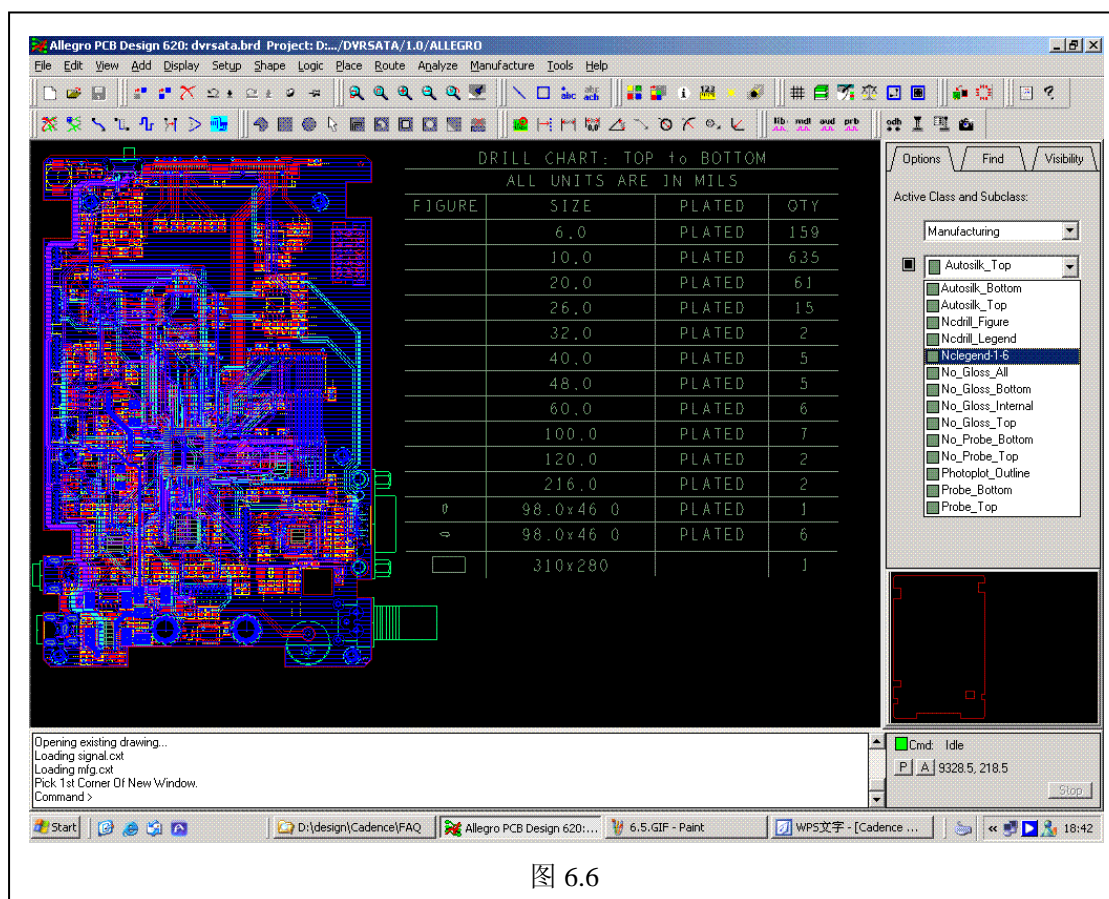 Allegro PCB Design 620: dvrsata.brd Project: D:.../DVRSATA/1.0/ALLEGRO
File Edit View Add Display Setup Shape Logic Place Route Analyze Manufacture Tools Help
lib mdl aud prb
odh
DRILL CHART: TOP to BOTTOM
ALL UNITS ARE IN MILS
FIGURE SIZE PLATED QTY
6.0 PLATED 159
10.0 PLATED 635
20.0 PLATED 61
26.0 PLATED 15
32.0 PLATED 2
40.0 PLATED 5
48.0 PLATED 5
60.0 PLATED 6
100.0 PLATED 7
120.0 PLATED 2
216.0 PLATED 2
98.0x46 0 PLATED 1
98.0x46 0 PLATED 6
310x280 1
Options Find Visibility
Active Class and Subclass:
Manufacturing
Autosilk_Top
Autosilk_Bottom
Autosilk_Top
Ncdrill_Figure
Ncdrill_Legend
Nclegend-1-6
No_Gloss_All
No_Gloss_Bottom
No_Gloss_Internal
No_Gloss_Top
No_Probe_Bottom
No_Probe_Top
Photoplot_Outline
Probe_Bottom
Probe_Top
Opening existing drawing...
Loading signal.cxt
Loading mfg.cxt
Pick 1st Corner Of New Window.
Command >
Cmd: Idle
P A 9328.5, 218.5
Stop
Start D:\design\Cadence\FAQ Allegro PCB Design 620:... 6.5.GIF - Paint WPS文字 - [Cadence ... « 18:42
图 6.6